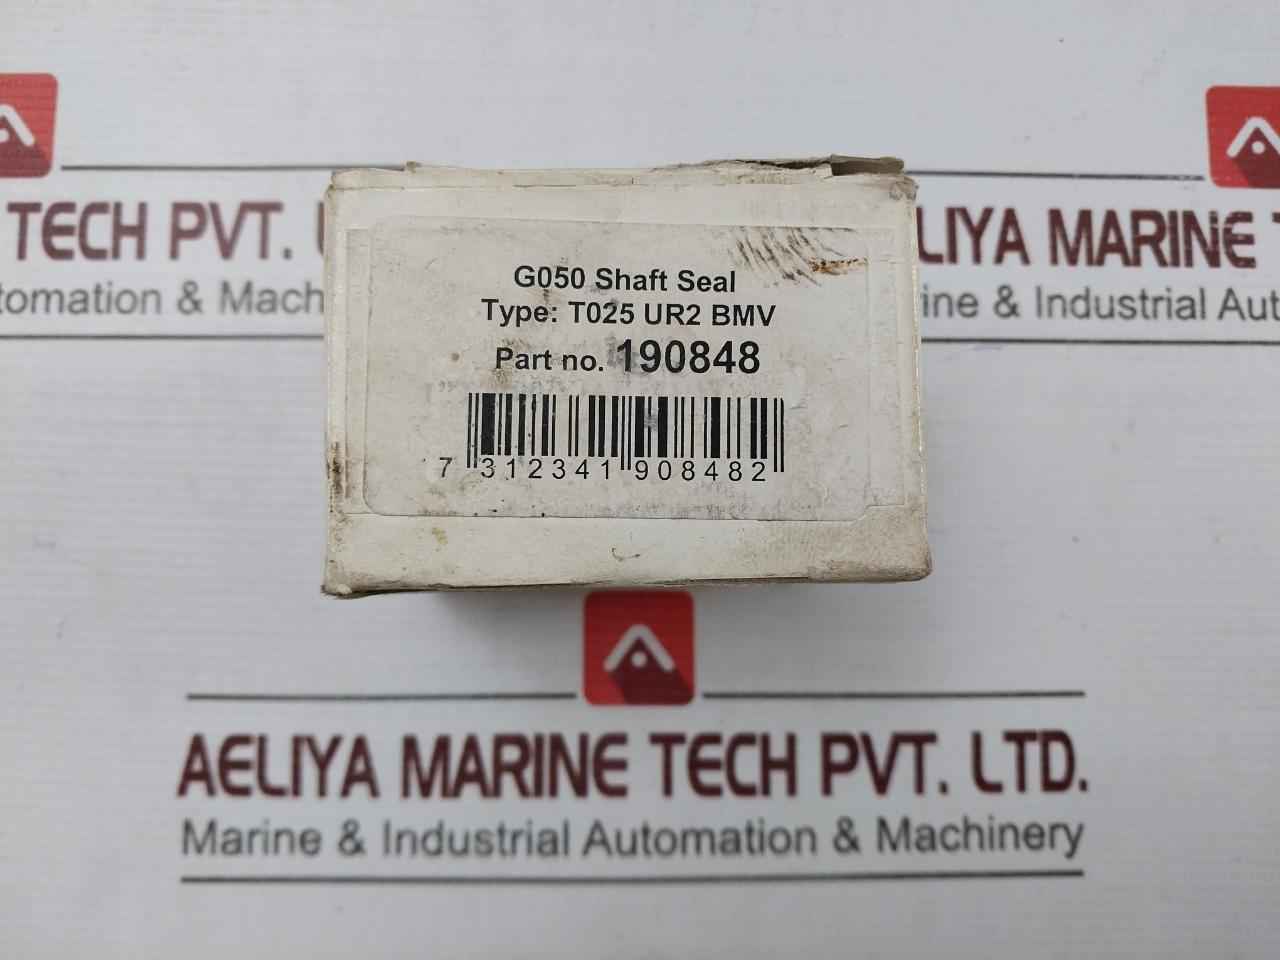 TECH PVT. L
tomation & Mach
ELIYA MARINE T
ine & Industrial Aut
G050 Shaft Seal
Type: T025 UR2 BMV
Part no. 190848
7 312341 908482
AELIYA MARINE TECH PVT. LTD.
Marine & Industrial Automation & Machinery